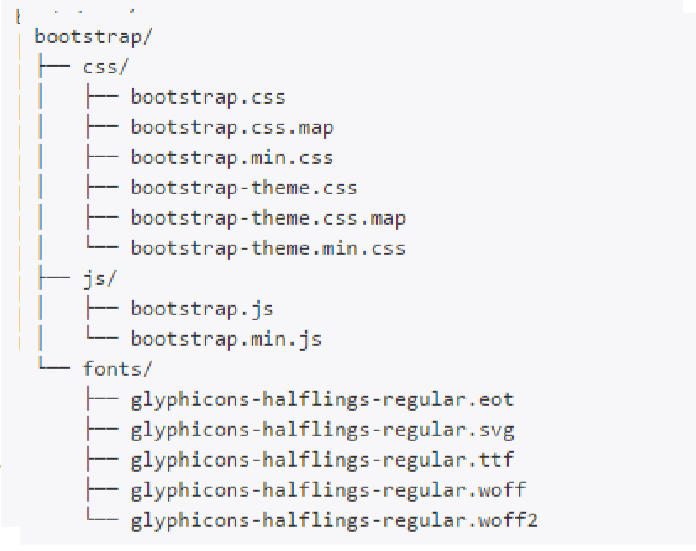 bootstrap/
├── css/
│   ├── bootstrap.css
│   ├── bootstrap.css.map
│   ├── bootstrap.min.css
│   ├── bootstrap-theme.css
│   ├── bootstrap-theme.css.map
│   └── bootstrap-theme.min.css
├── js/
│   ├── bootstrap.js
│   └── bootstrap.min.js
└── fonts/
    ├── glyphicons-halflings-regular.eot
    ├── glyphicons-halflings-regular.svg
    ├── glyphicons-halflings-regular.ttf
    ├── glyphicons-halflings-regular.woff
    └── glyphicons-halflings-regular.woff2